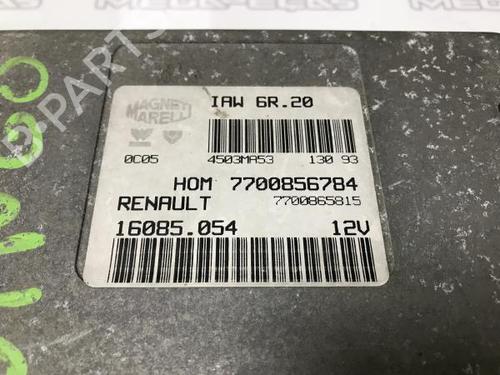 IAW 6R.20
MAGNETI
MARELLI
0C05 4503MA53 130 93
HOM 7700856784
RENAULT 7700865815
16085.054 12V